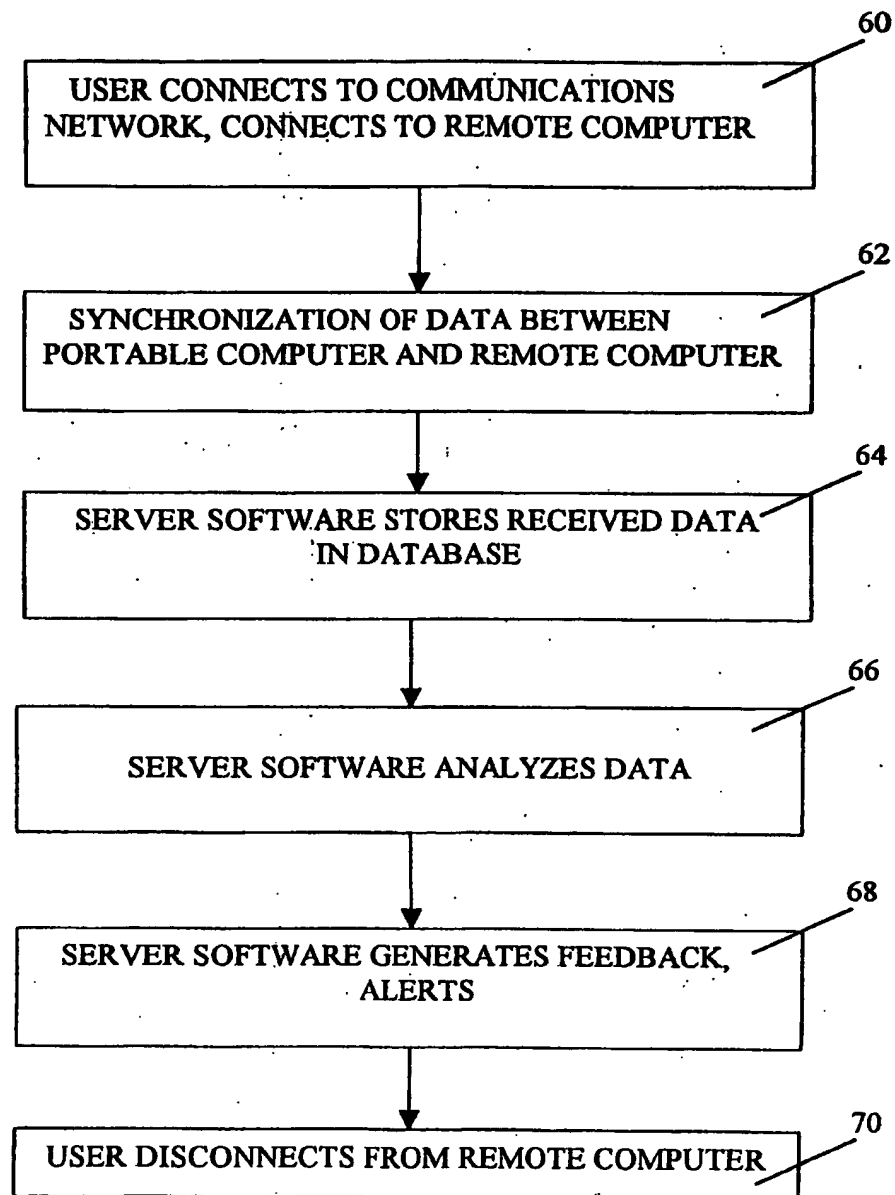 60
USER CONNECTS TO COMMUNICATIONS
NETWORK, CONNECTS TO REMOTE COMPUTER
62
SYNCHRONIZATION OF DATA BETWEEN
PORTABLE COMPUTER AND REMOTE COMPUTER
64
SERVER SOFTWARE STORES RECEIVED DATA
IN DATABASE
66
SERVER SOFTWARE ANALYZES DATA
68
SERVER SOFTWARE GENERATES FEEDBACK,
ALERTS
70
USER DISCONNECTS FROM REMOTE COMPUTER